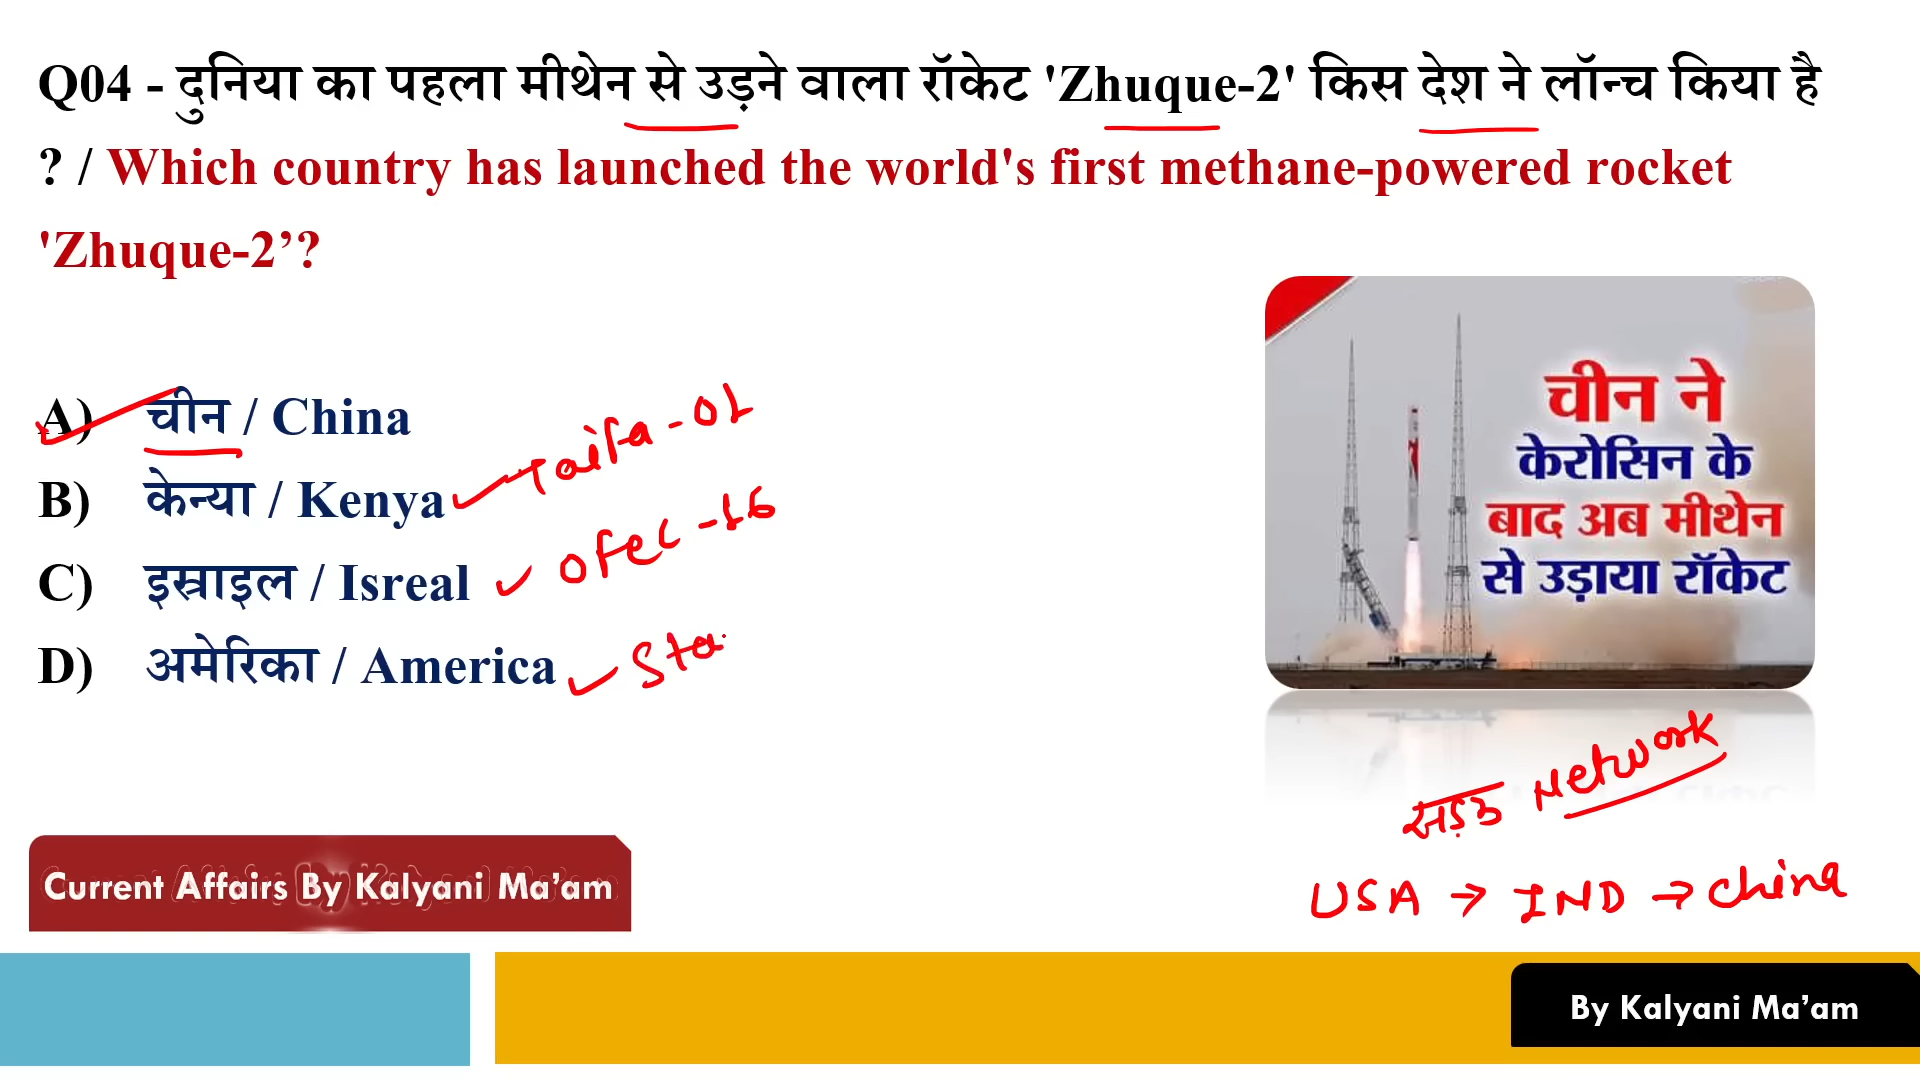 Q04 - दुनिया का पहला मीथेन से उड़ने वाला रॉकेट 'Zhuque-2' किस देश ने लॉन्च किया है
? / Which country has launched the world's first methane-powered rocket
'Zhuque-2’?
A) चीन / China
B) केन्या / Kenya Taifa-01
C) इस्राइल / Isreal Ofec-16
D) अमेरिका / America Sta
चीन ने
केरोसिन के
बाद अब मीथेन
से उड़ाया रॉकेट
सड़क Network
USA → IND → China
Current Affairs By Kalyani Ma’am
By Kalyani Ma’am